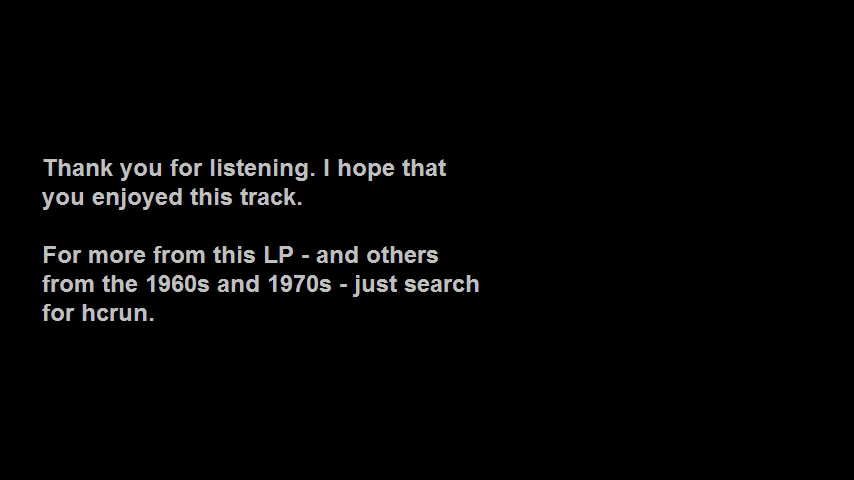 Thank you for listening. I hope that
you enjoyed this track.
For more from this LP - and others
from the 1960s and 1970s - just search
for hcrun.